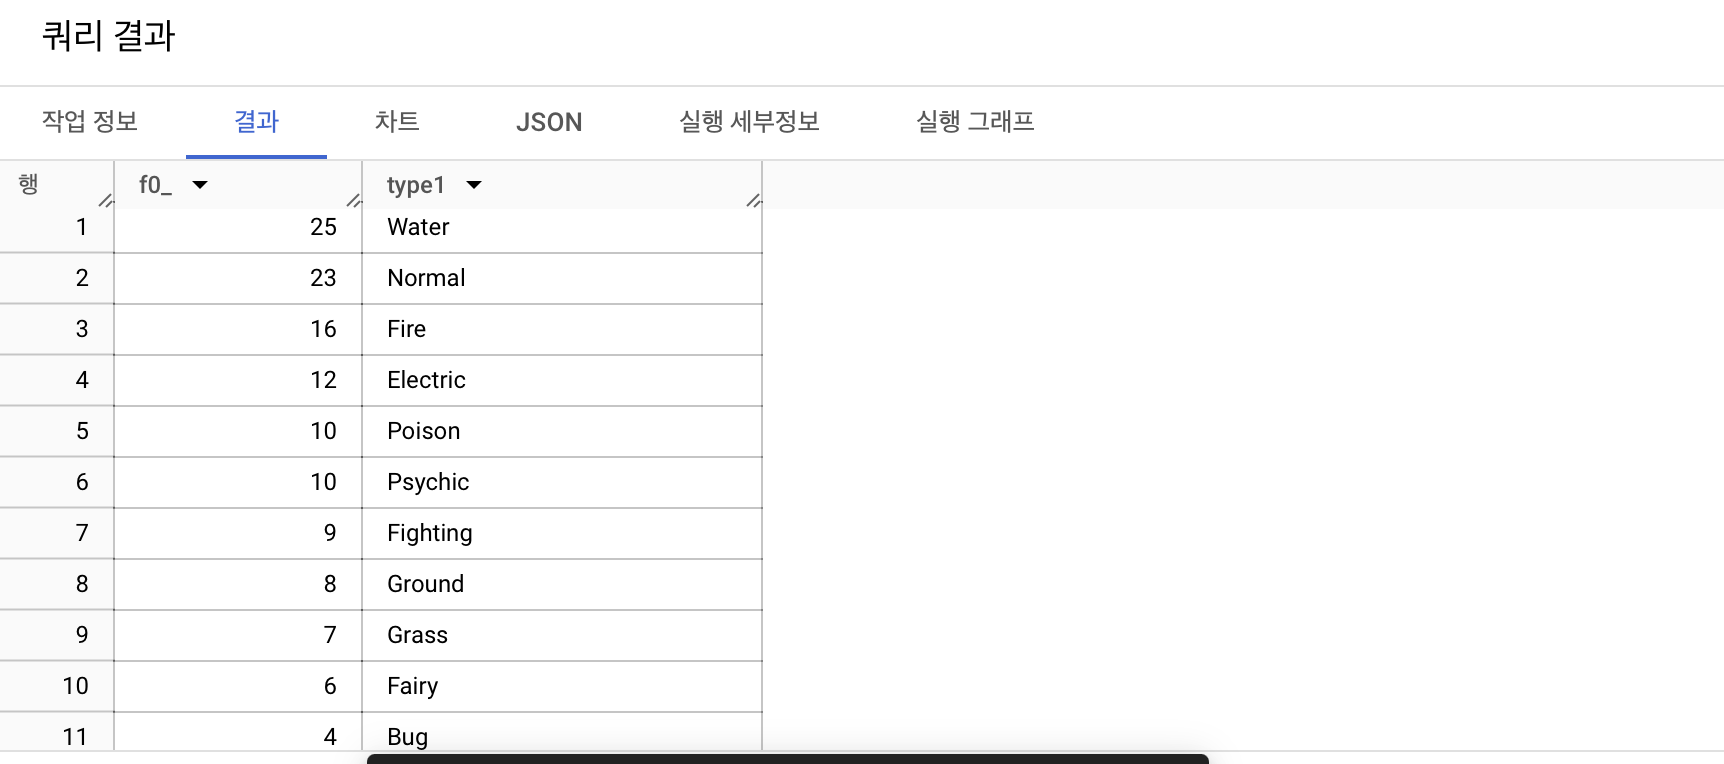 쿼리 결과
작업 정보 결과 차트 JSON 실행 세부정보 실행 그래프
행 f0_ type1
1 25 Water
2 23 Normal
3 16 Fire
4 12 Electric
5 10 Poison
6 10 Psychic
7 9 Fighting
8 8 Ground
9 7 Grass
10 6 Fairy
11 4 Bug